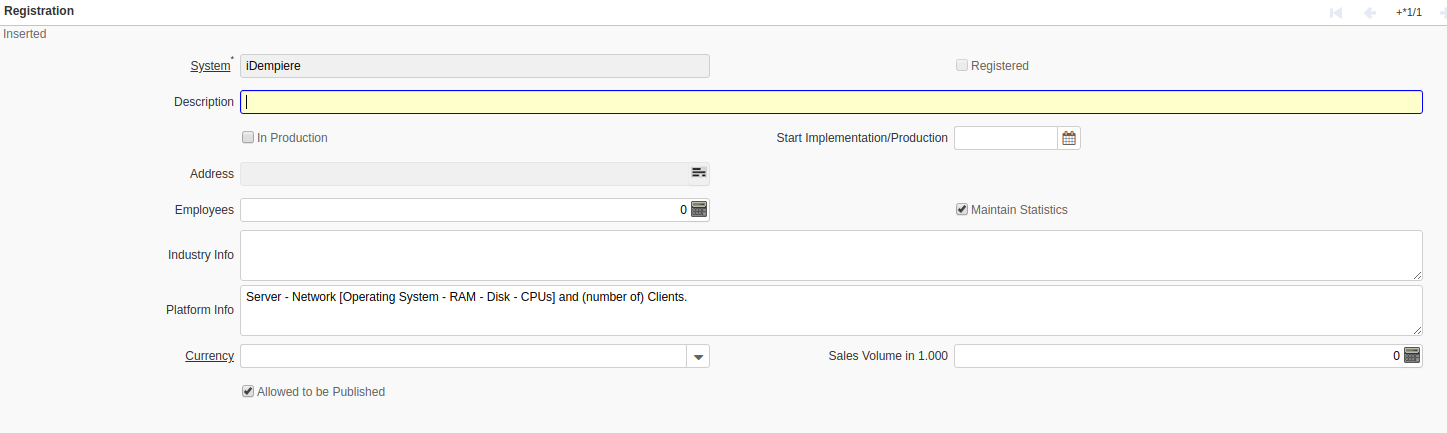 Registration
+*1/1
Inserted
System* iDempiere Registered
Description
In Production Start Implementation/Production
Address
Employees 0 Maintain Statistics
Industry Info
Platform Info Server - Network [Operating System - RAM - Disk - CPUs] and (number of) Clients.
Currency Sales Volume in 1.000 0
Allowed to be Published